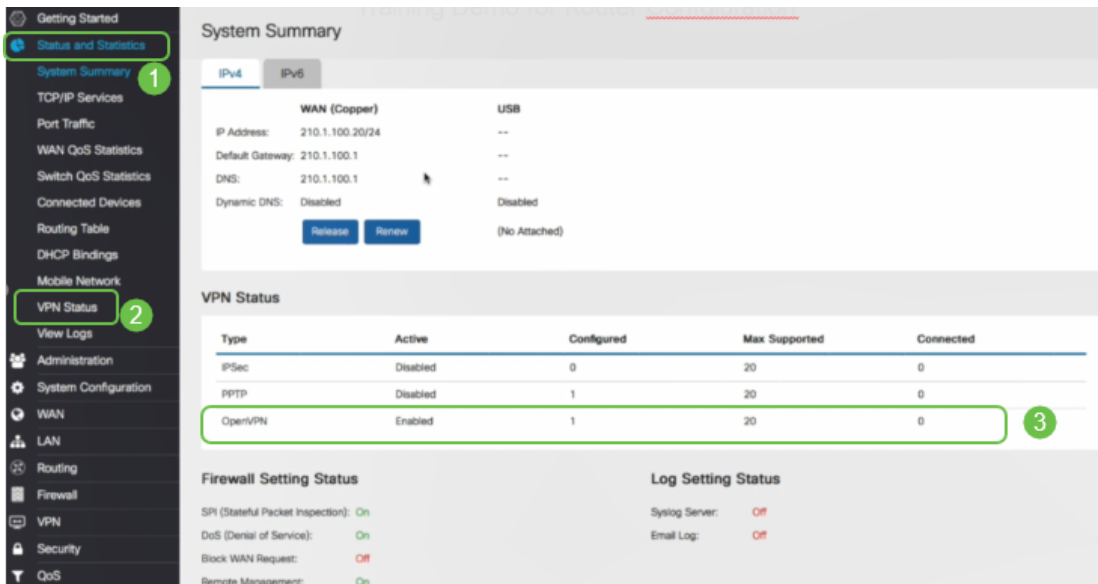 Training Demo for Router Configuration
Getting Started
Status and Statistics
System Summary
1
TCP/IP Services
Port Traffic
WAN QoS Statistics
Switch QoS Statistics
Connected Devices
Routing Table
DHCP Bindings
Mobile Network
VPN Status
2
View Logs
Administration
System Configuration
WAN
LAN
Routing
Firewall
VPN
Security
QoS
System Summary
IPv4 IPv6
WAN (Copper) USB
IP Address: 210.1.100.20/24 --
Default Gateway: 210.1.100.1 --
DNS: 210.1.100.1 --
Dynamic DNS: Disabled Disabled
Release Renew (No Attached)
VPN Status
Type Active Configured Max Supported Connected
IPSec Disabled 0 20 0
PPTP Disabled 1 20 0
OpenVPN Enabled 1 20 0
3
Firewall Setting Status
SPI (Stateful Packet Inspection): On
DoS (Denial of Service): On
Block WAN Request: Off
Remote Management: On
Log Setting Status
Syslog Server: Off
Email Log: Off